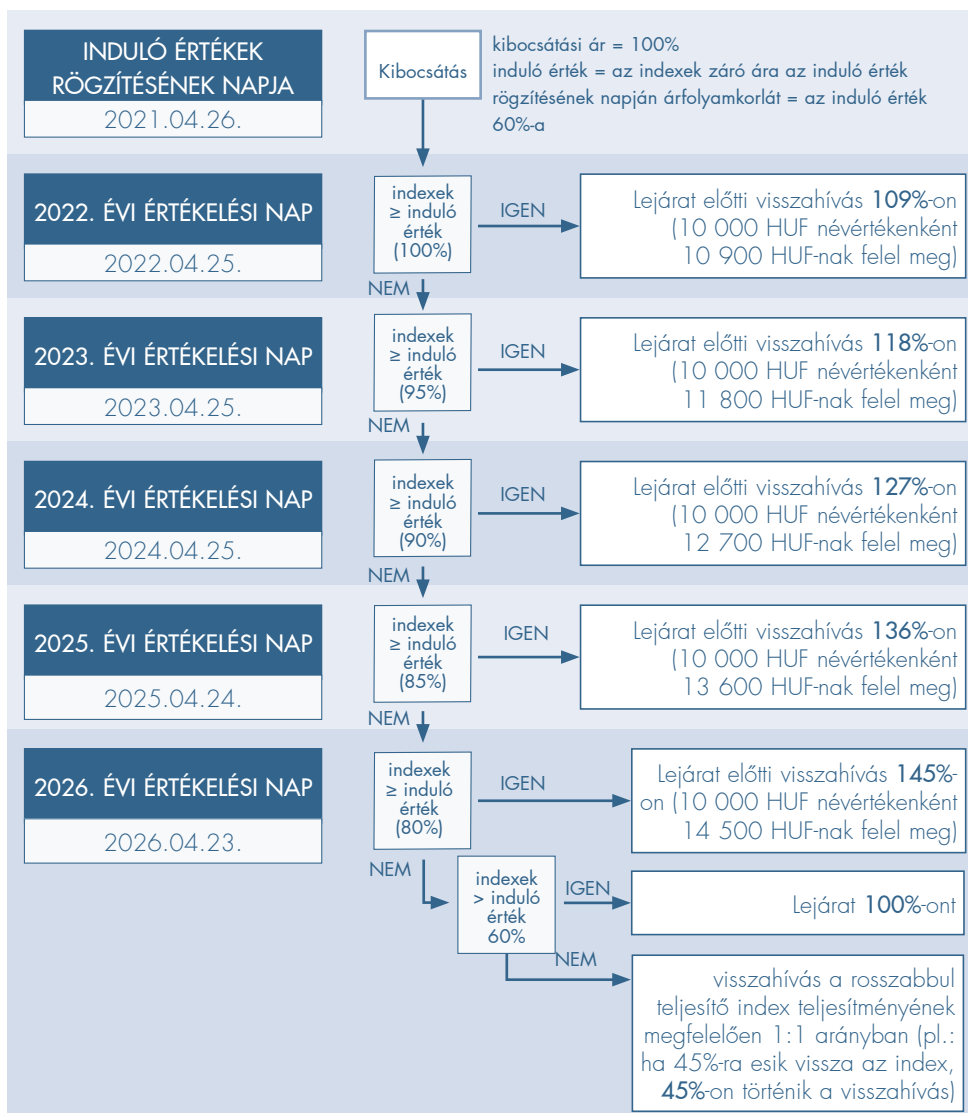 INDULÓ ÉRTÉKEK
RÖGZÍTÉSÉNEK NAPJA
2021.04.26.
Kibocsátás
kibocsátási ár = 100%
induló érték = az indexek záró ára az induló érték
rögzítésének napján árfolyamkorlát = az induló érték
60%-a
2022. ÉVI ÉRTÉKELÉSI NAP
2022.04.25.
indexek
≥ induló
érték
(100%)
IGEN
Lejárat előtti visszahívás 109%-on
(10 000 HUF névértékenként
10 900 HUF-nak felel meg)
NEM
2023. ÉVI ÉRTÉKELÉSI NAP
2023.04.25.
indexek
≥ induló
érték
(95%)
IGEN
Lejárat előtti visszahívás 118%-on
(10 000 HUF névértékenként
11 800 HUF-nak felel meg)
NEM
2024. ÉVI ÉRTÉKELÉSI NAP
2024.04.25.
indexek
≥ induló
érték
(90%)
IGEN
Lejárat előtti visszahívás 127%-on
(10 000 HUF névértékenként
12 700 HUF-nak felel meg)
NEM
2025. ÉVI ÉRTÉKELÉSI NAP
2025.04.24.
indexek
≥ induló
érték
(85%)
IGEN
Lejárat előtti visszahívás 136%-on
(10 000 HUF névértékenként
13 600 HUF-nak felel meg)
NEM
2026. ÉVI ÉRTÉKELÉSI NAP
2026.04.23.
indexek
≥ induló
érték
(80%)
IGEN
Lejárat előtti visszahívás 145%-
on (10 000 HUF névértékenként
14 500 HUF-nak felel meg)
NEM
indexek
> induló
érték
60%
IGEN
Lejárat 100%-ont
NEM
visszahívás a rosszabbul
teljesítő index teljesítményének
megfelelően 1:1 arányban (pl.:
ha 45%-ra esik vissza az index,
45%-on történik a visszahívás)